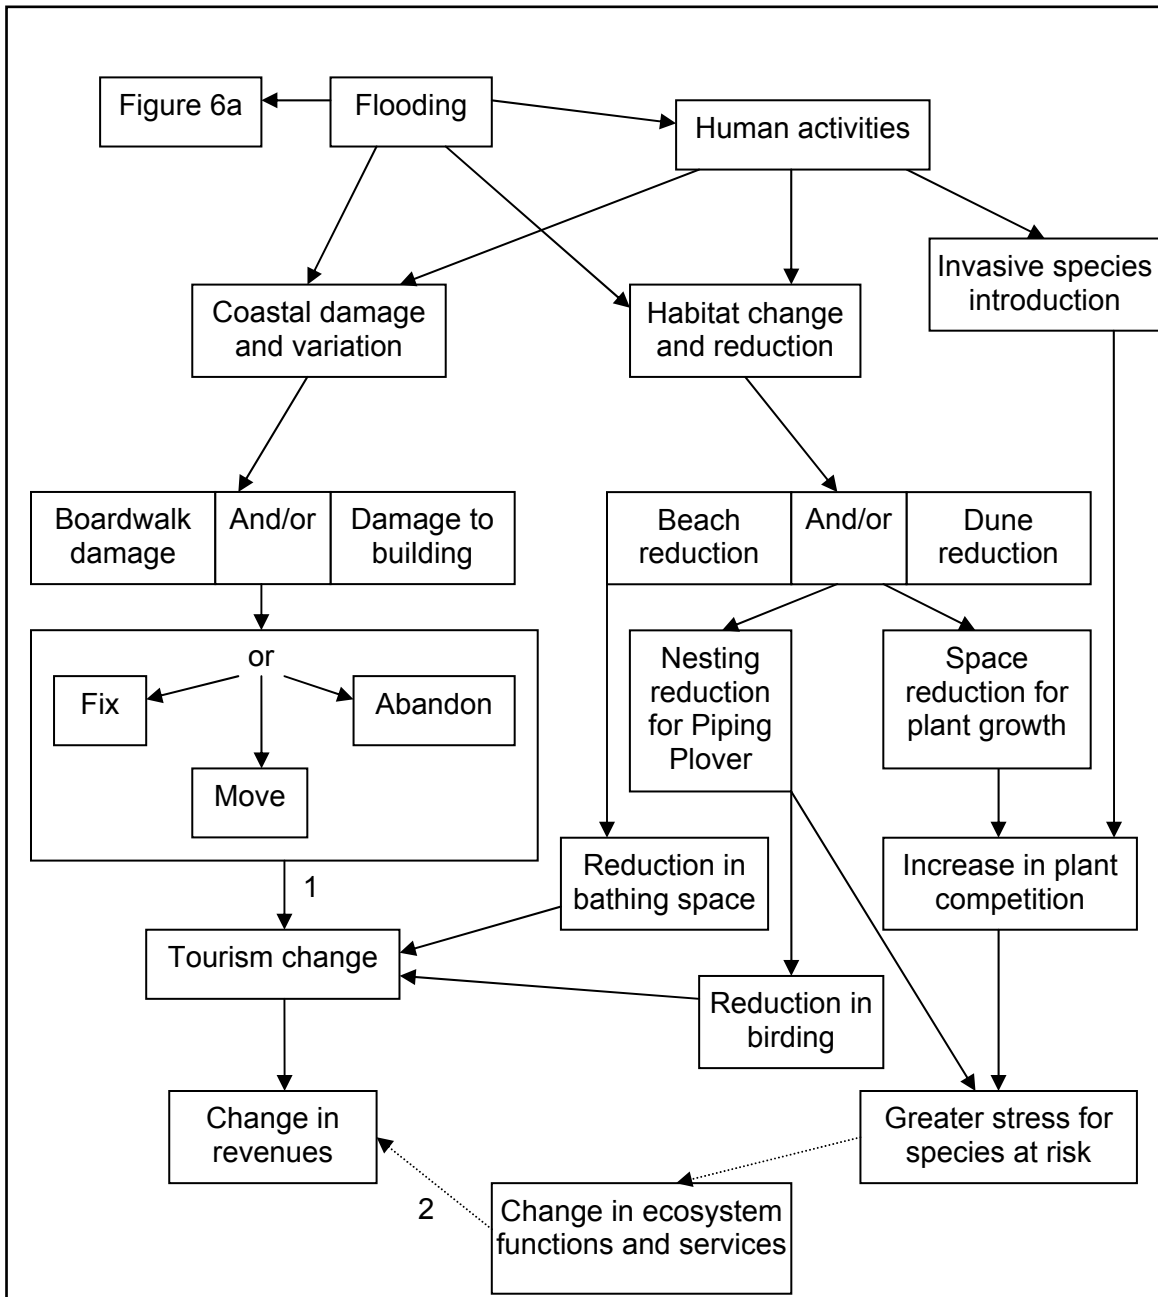 Figure 6a
Flooding
Human activities
Invasive species
introduction
Coastal damage
and variation
Habitat change
and reduction
Boardwalk
damage
And/or
Damage to
building
Beach
reduction
And/or
Dune
reduction
or
Fix
Abandon
Move
Nesting
reduction
for Piping
Plover
Space
reduction for
plant growth
1
Reduction in
bathing space
Increase in plant
competition
Tourism change
Reduction in
birding
Change in
revenues
Greater stress for
species at risk
2
Change in ecosystem
functions and services